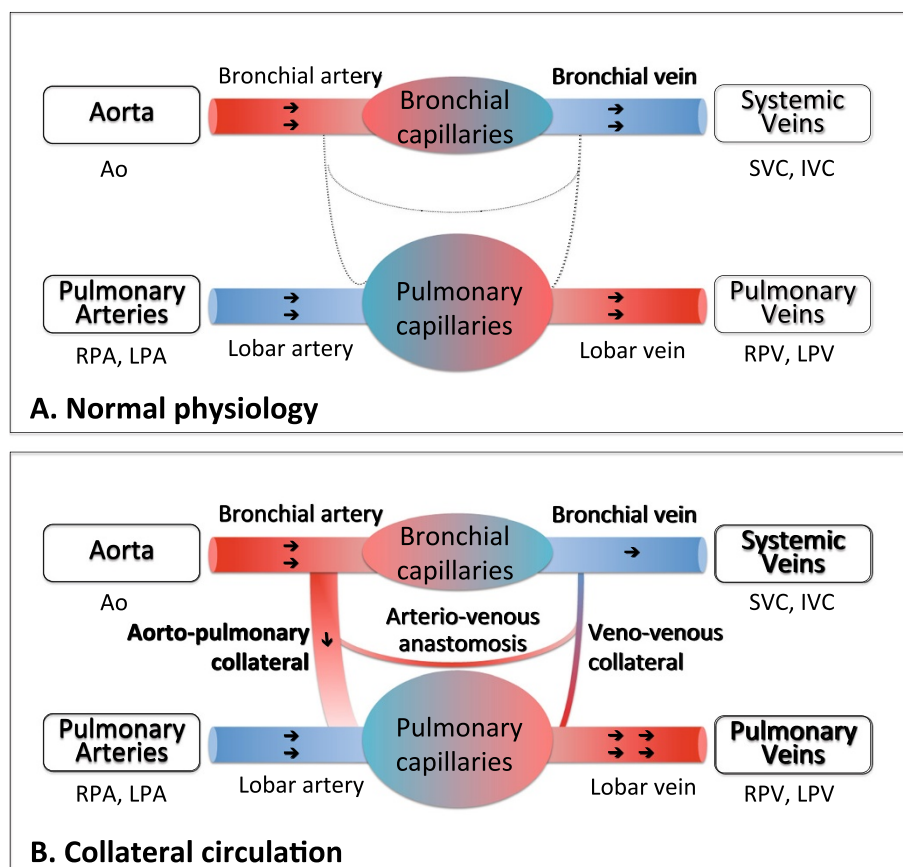 Bronchial artery
Bronchial vein
Aorta
Bronchial
capillaries
Systemic
Veins
Ao
SVC, IVC
Pulmonary
Arteries
Pulmonary
capillaries
Pulmonary
Veins
RPA, LPA
Lobar artery
Lobar vein
RPV, LPV
A. Normal physiology
Bronchial artery
Bronchial vein
Aorta
Bronchial
capillaries
Systemic
Veins
Ao
SVC, IVC
Aorto-pulmonary
collateral
Arterio-venous
anastomosis
Veno-venous
collateral
Pulmonary
Arteries
Pulmonary
capillaries
Pulmonary
Veins
RPA, LPA
Lobar artery
Lobar vein
RPV, LPV
B. Collateral circulation